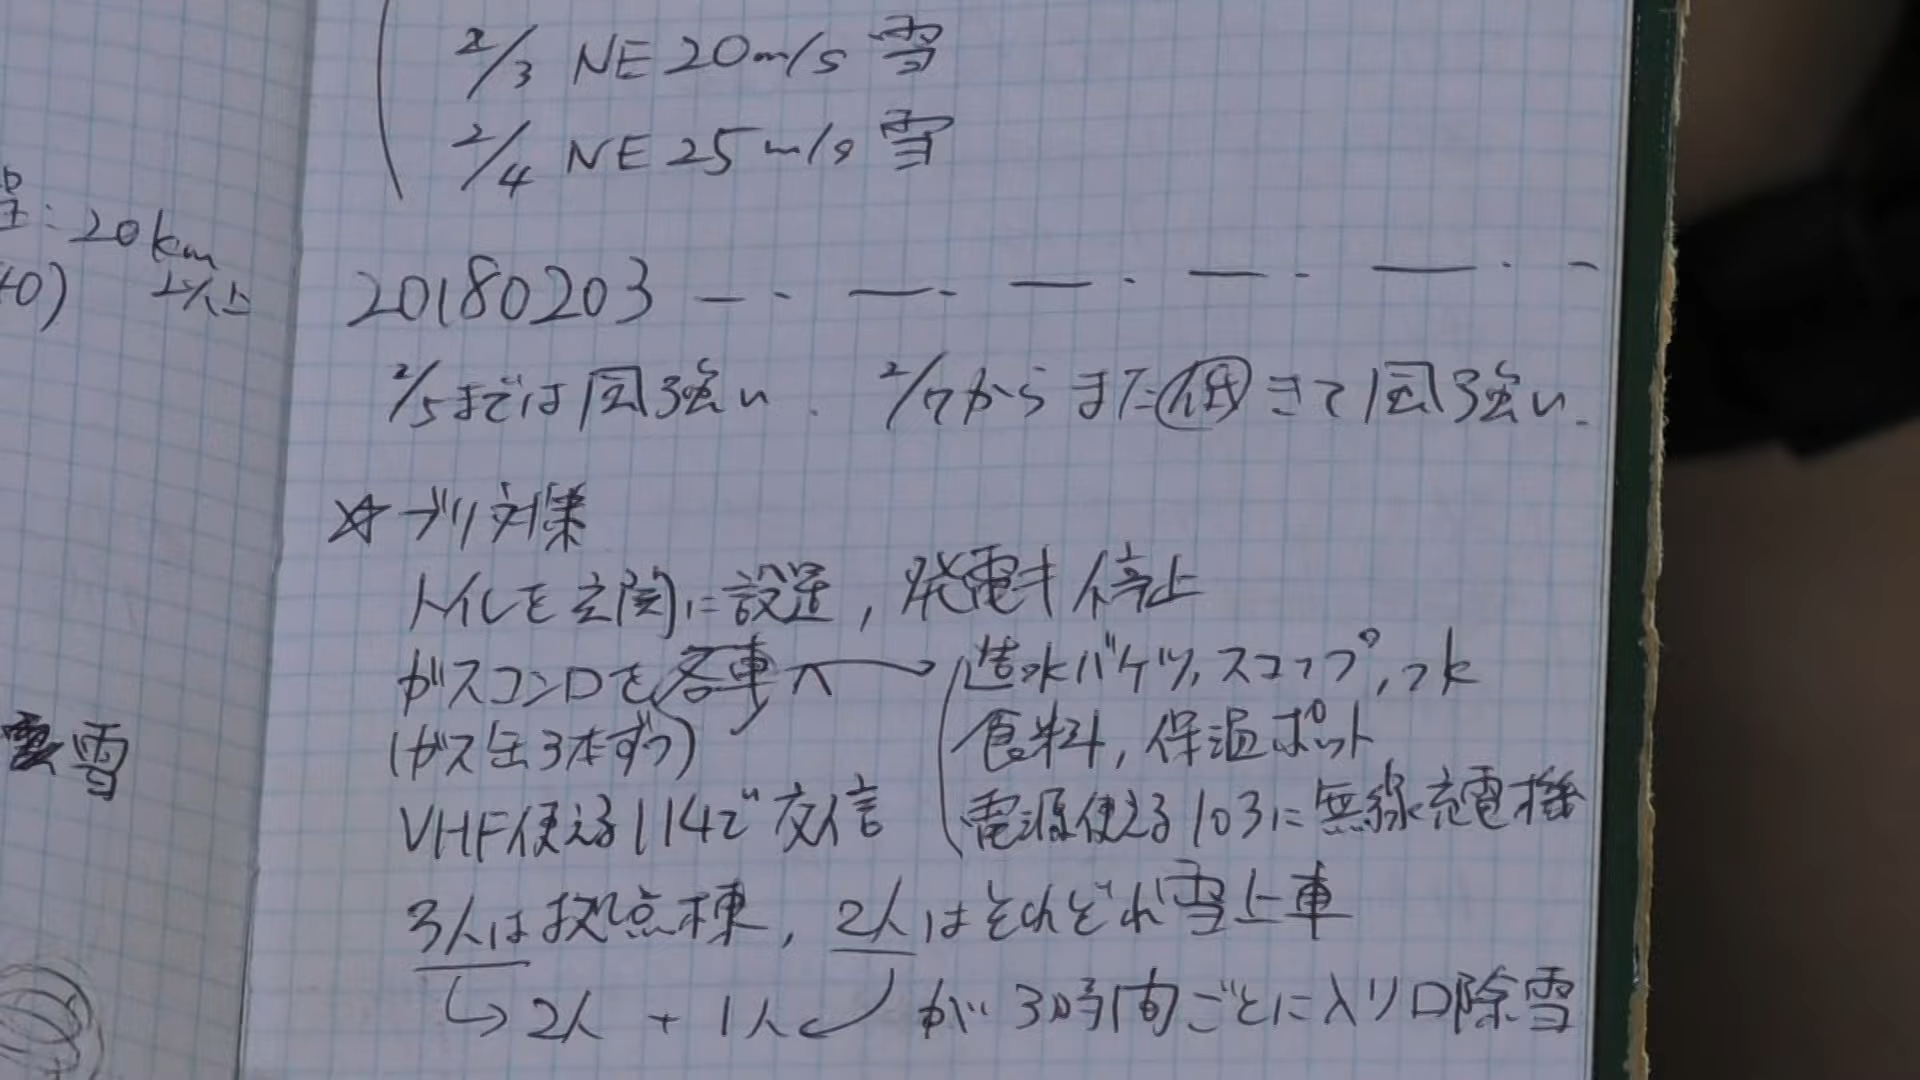 2/3 NE 20m/s 雪
2/4 NE 25m/s 雪
20km
以上
雪
20180203 — · — · — · — · — · –
2/5までは風強い. 2/7からまた低きて風強い.
☆ブリ対策
トイレを玄関に設置, 発電キ停止
ガスコンロを各車へ → 造水バケツ, スコップ, 水
(ガス缶3本ずつ) 食料, 保温ポット
VHF使える114で交信 電源使える103に無線充電機
3人は拠点棟, 2人はそれぞれ雪上車
↳ 2人 + 1人 ↲ が3時間ごとに入り口除雪